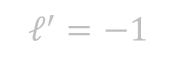 ℓ′ = −1